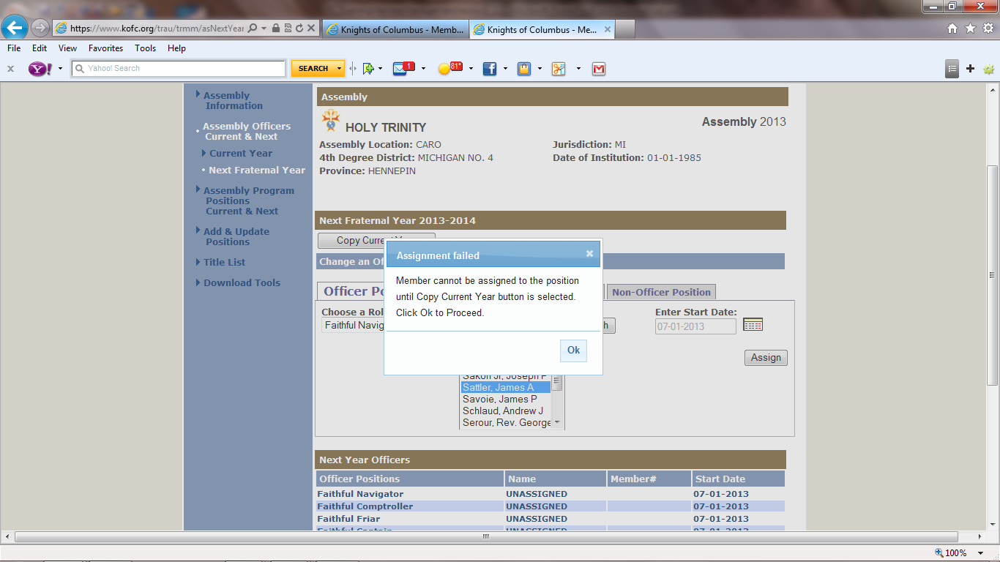 https://www.kofc.org/trau/trmm/asNextYear
Knights of Columbus - Memb...
Knights of Columbus - Me...
File Edit View Favorites Tools Help
Y! Yahoo! Search SEARCH 1 81°
Assembly
Information
Assembly Officers
Current & Next
Current Year
Next Fraternal Year
Assembly Program
Positions
Current & Next
Add & Update
Positions
Title List
Download Tools
Assembly
HOLY TRINITY
Assembly 2013
Assembly Location: CARO Jurisdiction: MI
4th Degree District: MICHIGAN NO. 4 Date of Institution: 01-01-1985
Province: HENNEPIN
Next Fraternal Year 2013-2014
Copy Curre
Change an Of
Assignment failed
Member cannot be assigned to the position
until Copy Current Year button is selected.
Click Ok to Proceed.
Ok
Officer Po
Non-Officer Position
Choose a Rol
Enter Start Date:
Faithful Navig
h
07-01-2013
Assign
Sakon Jr, Joseph P
Sattler, James A
Savoie, James P
Schlaud, Andrew J
Serour, Rev. George
Next Year Officers
Officer Positions Name Member# Start Date
Faithful Navigator UNASSIGNED 07-01-2013
Faithful Comptroller UNASSIGNED 07-01-2013
Faithful Friar UNASSIGNED 07-01-2013
Faithful Captain UNASSIGNED 07-01-2013
100%